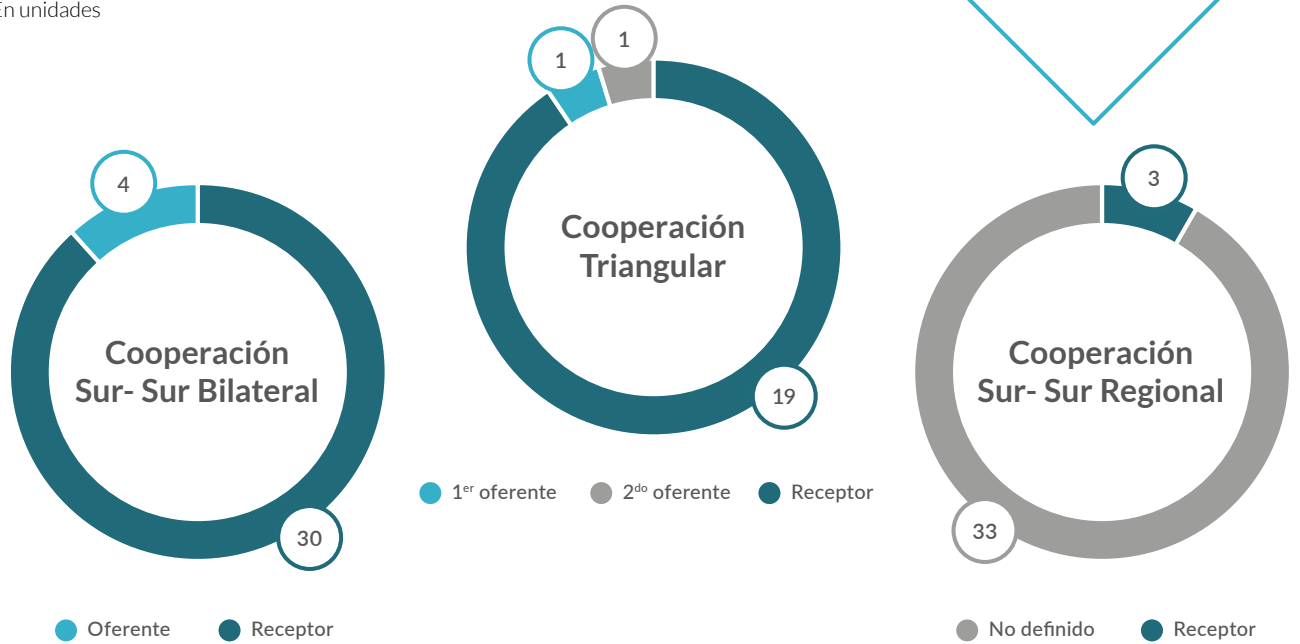 En unidades
4
Cooperación
Sur- Sur Bilateral
30
Oferente
Receptor
1
1
Cooperación
Triangular
19
1er oferente
2do oferente
Receptor
3
Cooperación
Sur- Sur Regional
33
No definido
Receptor